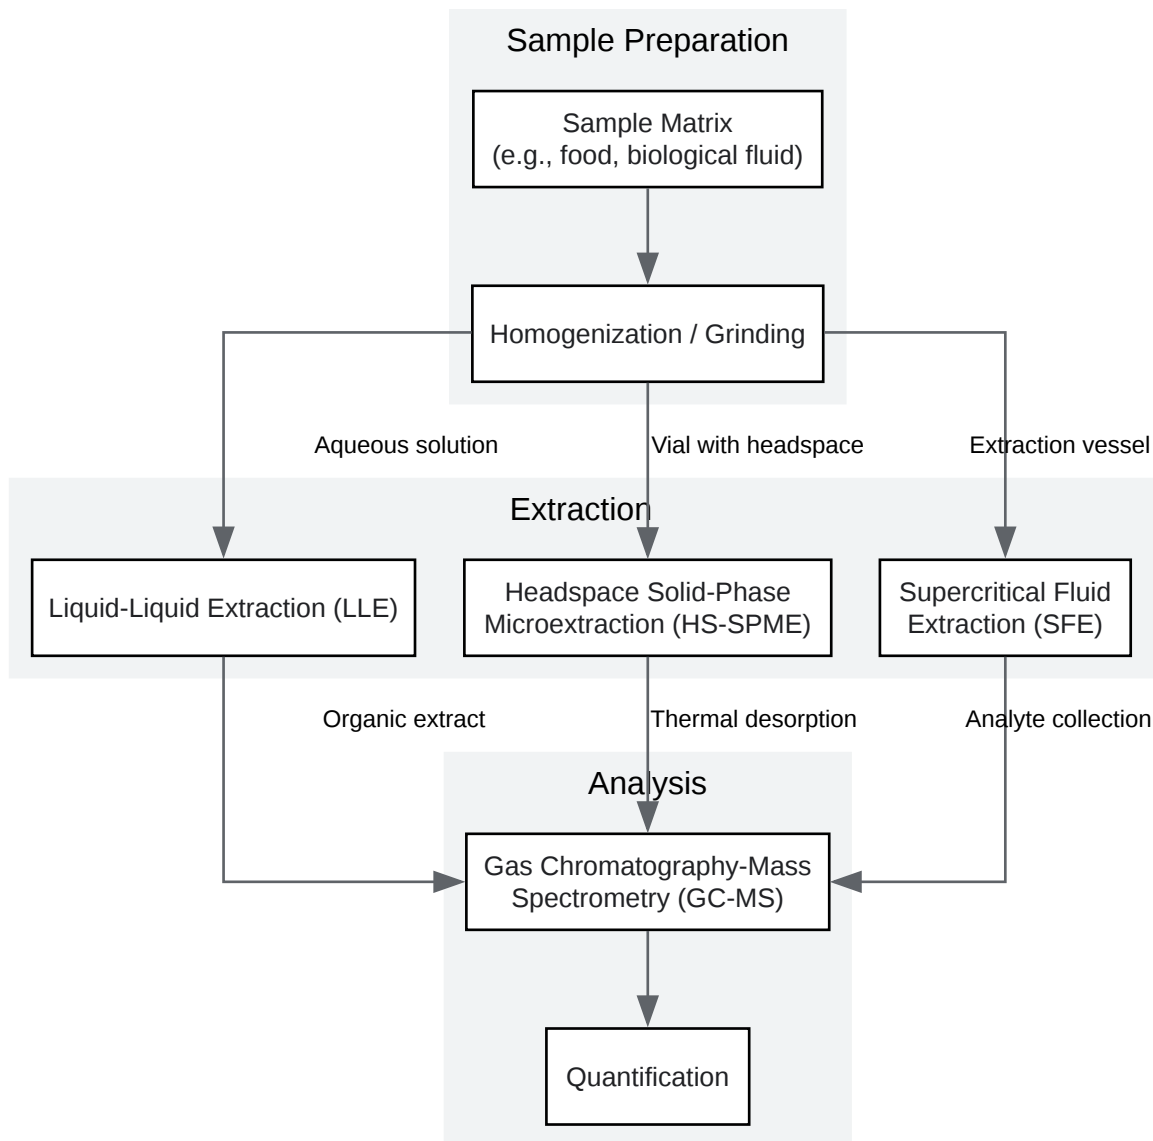 Sample Preparation
Sample Matrix
(e.g., food, biological fluid)
Homogenization / Grinding
Aqueous solution
Vial with headspace
Extraction vessel
Extraction
Liquid-Liquid Extraction (LLE)
Headspace Solid-Phase
Microextraction (HS-SPME)
Supercritical Fluid
Extraction (SFE)
Organic extract
Thermal desorption
Analyte collection
Analysis
Gas Chromatography-Mass
Spectrometry (GC-MS)
Quantification